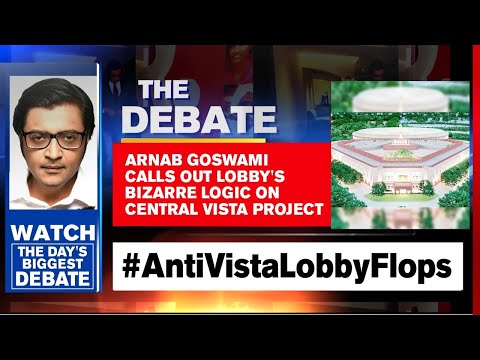 THE
DEBATE
ARNAB GOSWAMI
CALLS OUT LOBBY'S
BIZARRE LOGIC ON
CENTRAL VISTA PROJECT
WATCH
THE DAY'S
BIGGEST
DEBATE
#AntiVistaLobbyFlops